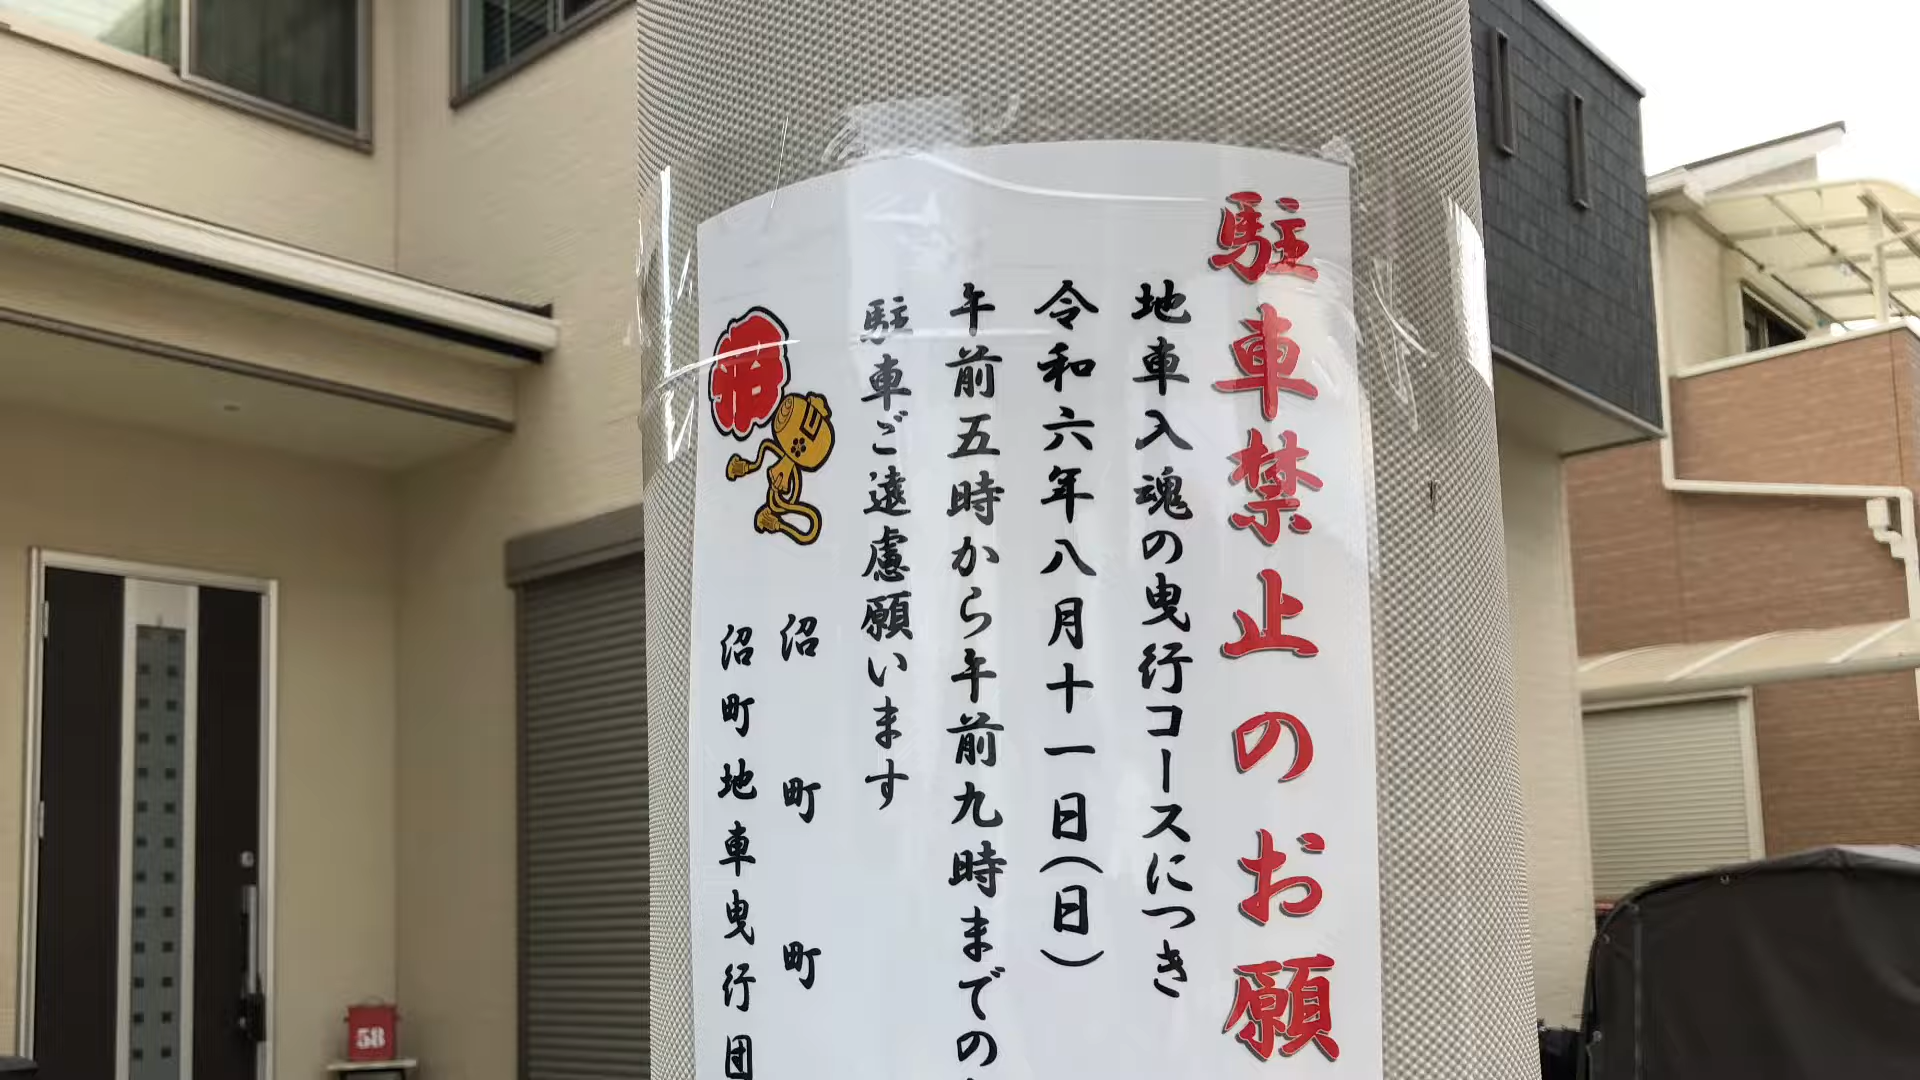 駐車禁止のお願
地車入魂の曳行コースにつき
令和六年八月十一日(日)
午前五時から午前九時までの
駐車ご遠慮願います
沼町町
沼町地車曳行団
沼
58